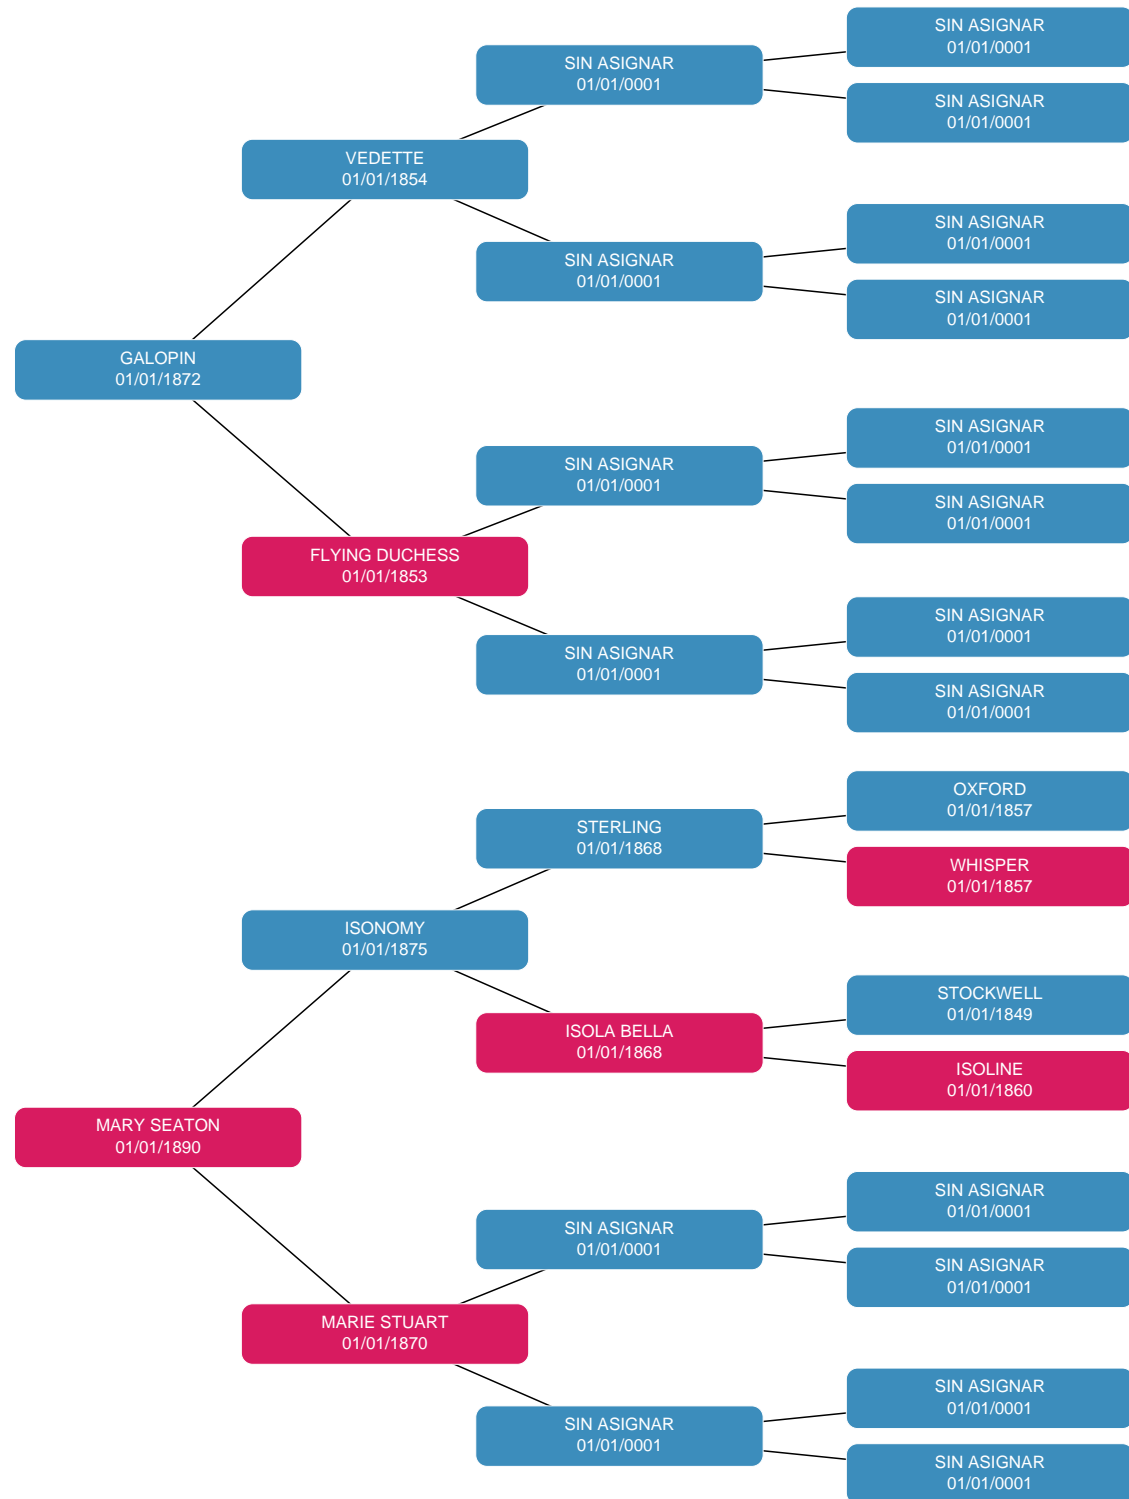 SIN ASIGNAR
01/01/0001
SIN ASIGNAR
01/01/0001
SIN ASIGNAR
01/01/0001
VEDETTE
01/01/1854
SIN ASIGNAR
01/01/0001
SIN ASIGNAR
01/01/0001
SIN ASIGNAR
01/01/0001
GALOPIN
01/01/1872
SIN ASIGNAR
01/01/0001
SIN ASIGNAR
01/01/0001
SIN ASIGNAR
01/01/0001
FLYING DUCHESS
01/01/1853
SIN ASIGNAR
01/01/0001
SIN ASIGNAR
01/01/0001
SIN ASIGNAR
01/01/0001
OXFORD
01/01/1857
STERLING
01/01/1868
WHISPER
01/01/1857
ISONOMY
01/01/1875
STOCKWELL
01/01/1849
ISOLA BELLA
01/01/1868
ISOLINE
01/01/1860
MARY SEATON
01/01/1890
SIN ASIGNAR
01/01/0001
SIN ASIGNAR
01/01/0001
SIN ASIGNAR
01/01/0001
MARIE STUART
01/01/1870
SIN ASIGNAR
01/01/0001
SIN ASIGNAR
01/01/0001
SIN ASIGNAR
01/01/0001